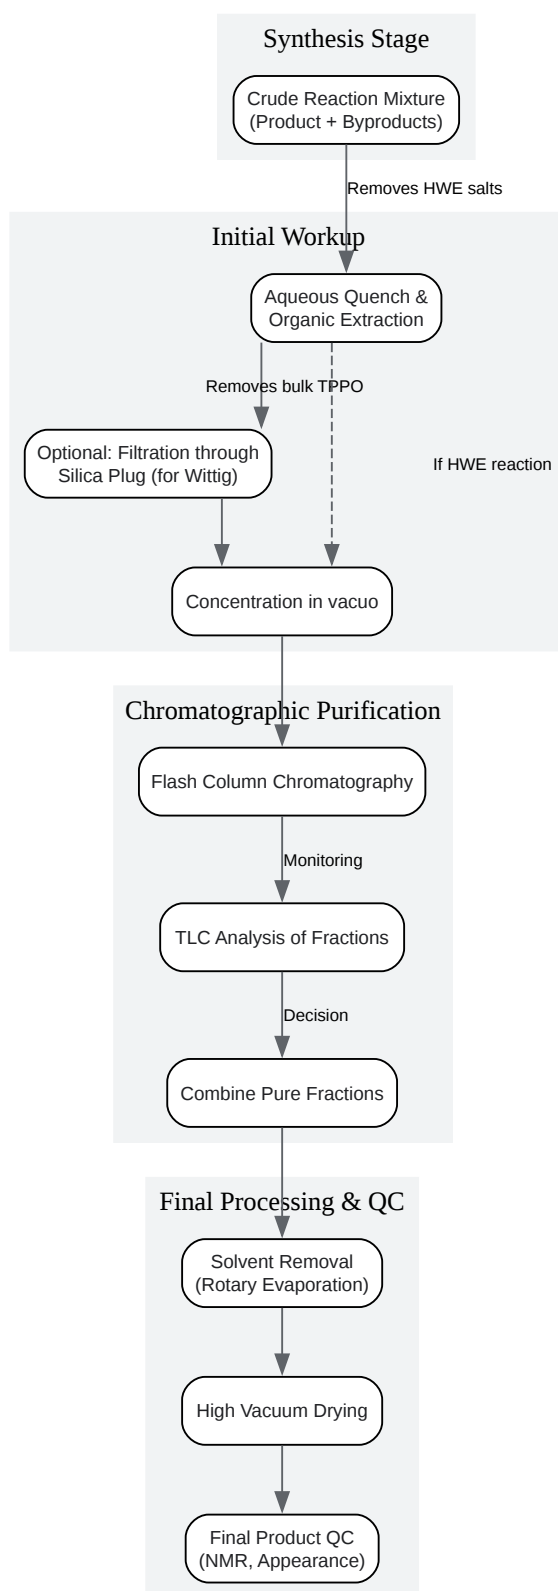 Synthesis Stage
Crude Reaction Mixture
(Product + Byproducts)
Removes HWE salts
Initial Workup
Aqueous Quench &
Organic Extraction
Removes bulk TPPO
Optional: Filtration through
Silica Plug (for Wittig)
If HWE reaction
Concentration in vacuo
Chromatographic Purification
Flash Column Chromatography
Monitoring
TLC Analysis of Fractions
Decision
Combine Pure Fractions
Final Processing & QC
Solvent Removal
(Rotary Evaporation)
High Vacuum Drying
Final Product QC
(NMR, Appearance)